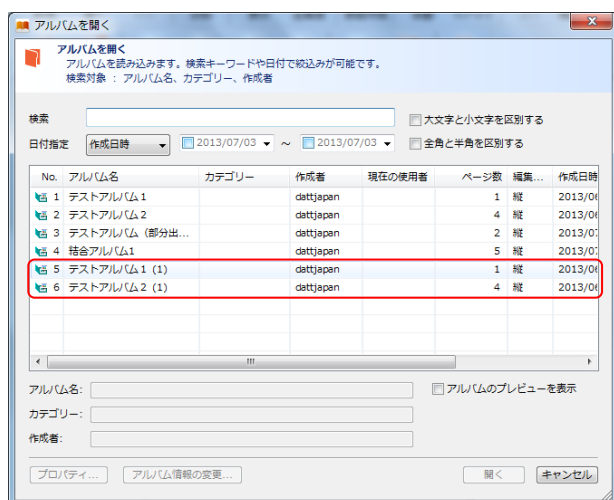 アルバムを開く
アルバムを開く
アルバムを読み込みます。検索キーワードや日付で絞込みが可能です。
検索対象 : アルバム名、カテゴリー、作成者
検索
大文字と小文字を区別する
日付指定 作成日時 2013/07/03 ~ 2013/07/03 全角と半角を区別する
No. アルバム名 カテゴリー 作成者 現在の使用者 ページ数 編集... 作成日時
1 テストアルバム1 dattjapan 1 縦 2013/06
2 テストアルバム2 dattjapan 4 縦 2013/06
3 テストアルバム (部分出... dattjapan 2 縦 2013/07
4 結合アルバム1 dattjapan 5 縦 2013/07
5 テストアルバム1 (1) dattjapan 1 縦 2013/06
6 テストアルバム2 (1) dattjapan 4 縦 2013/06
アルバム名: アルバムのプレビューを表示
カテゴリー:
作成者:
プロパティ... アルバム情報の変更... 開く キャンセル